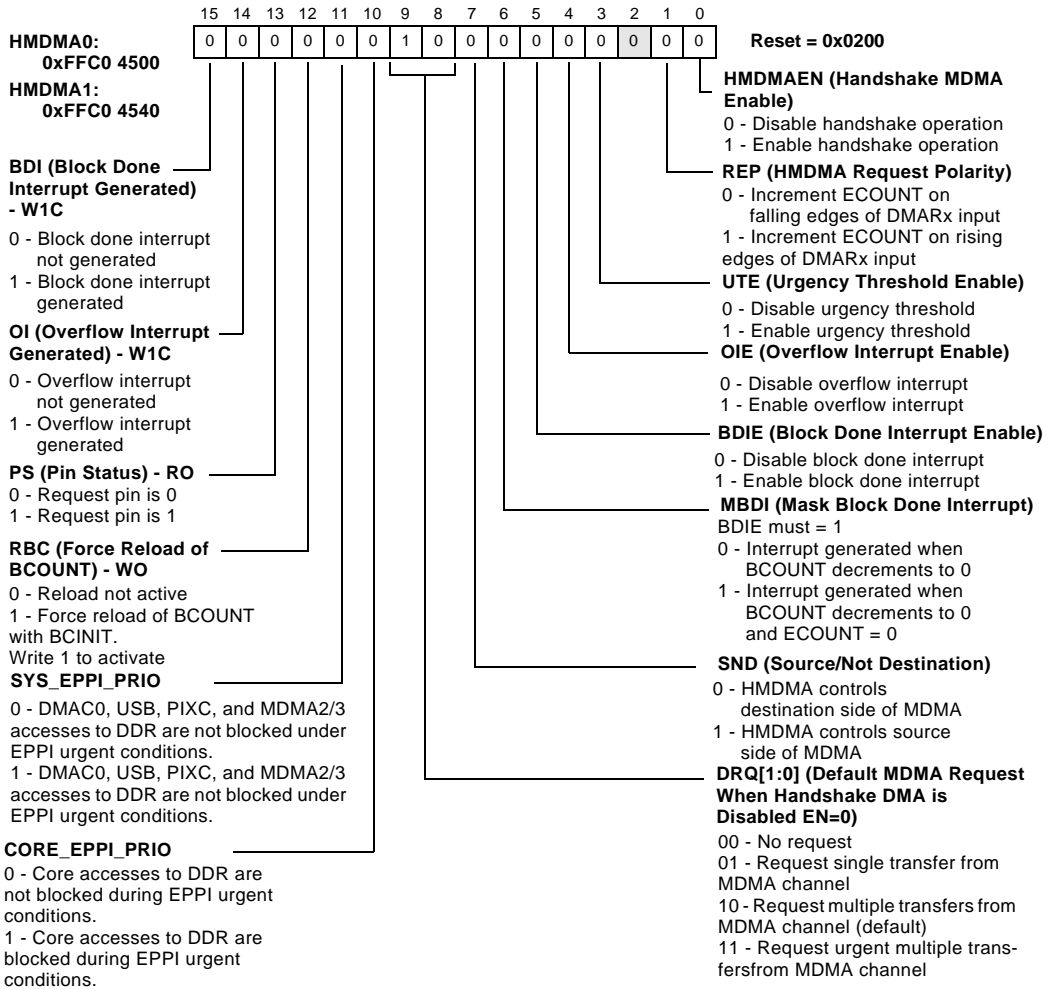 15 14 13 12 11 10 9 8 7 6 5 4 3 2 1 0
HMDMA0:
0xFFC0 4500
0 0 0 0 0 0 1 0 0 0 0 0 0 0 0 0
Reset = 0x0200
HMDMA1:
0xFFC0 4540
BDI (Block Done
Interrupt Generated)
- W1C
0 - Block done interrupt
not generated
1 - Block done interrupt
generated
OI (Overflow Interrupt
Generated) - W1C
0 - Overflow interrupt
not generated
1 - Overflow interrupt
generated
PS (Pin Status) - RO
0 - Request pin is 0
1 - Request pin is 1
RBC (Force Reload of
BCOUNT) - WO
0 - Reload not active
1 - Force reload of BCOUNT
with BCINIT.
Write 1 to activate
SYS_EPPI_PRIO
0 - DMAC0, USB, PIXC, and MDMA2/3
accesses to DDR are not blocked under
EPPI urgent conditions.
1 - DMAC0, USB, PIXC, and MDMA2/3
accesses to DDR are not blocked under
EPPI urgent conditions.
CORE_EPPI_PRIO
0 - Core accesses to DDR are
not blocked during EPPI urgent
conditions.
1 - Core accesses to DDR are
blocked during EPPI urgent
conditions.
HMDMAEN (Handshake MDMA
Enable)
0 - Disable handshake operation
1 - Enable handshake operation
REP (HMDMA Request Polarity)
0 - Increment ECOUNT on
falling edges of DMARx input
1 - Increment ECOUNT on rising
edges of DMARx input
UTE (Urgency Threshold Enable)
0 - Disable urgency threshold
1 - Enable urgency threshold
OIE (Overflow Interrupt Enable)
0 - Disable overflow interrupt
1 - Enable overflow interrupt
BDIE (Block Done Interrupt Enable)
0 - Disable block done interrupt
1 - Enable block done interrupt
MBDI (Mask Block Done Interrupt)
BDIE must = 1
0 - Interrupt generated when
BCOUNT decrements to 0
1 - Interrupt generated when
BCOUNT decrements to 0
and ECOUNT = 0
SND (Source/Not Destination)
0 - HMDMA controls
destination side of MDMA
1 - HMDMA controls source
side of MDMA
DRQ[1:0] (Default MDMA Request
When Handshake DMA is
Disabled EN=0)
00 - No request
01 - Request single transfer from
MDMA channel
10 - Request multiple transfers from
MDMA channel (default)
11 - Request urgent multiple trans-
fersfrom MDMA channel